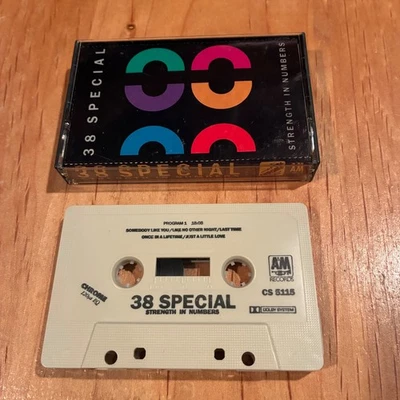 38 SPECIAL
STRENGTH IN NUMBERS
38 SPECIAL
A&M
PROGRAM 1
SOMEBODY LIKE YOU/LIKE NO OTHER NIGHT/LAST TIME
ONCE IN A LIFETIME/JUST A LITTLE LOVE
A&M
RECORDS
CHROME
38 SPECIAL
STRENGTH IN NUMBERS
CS 5115
DOLBY SYSTEM